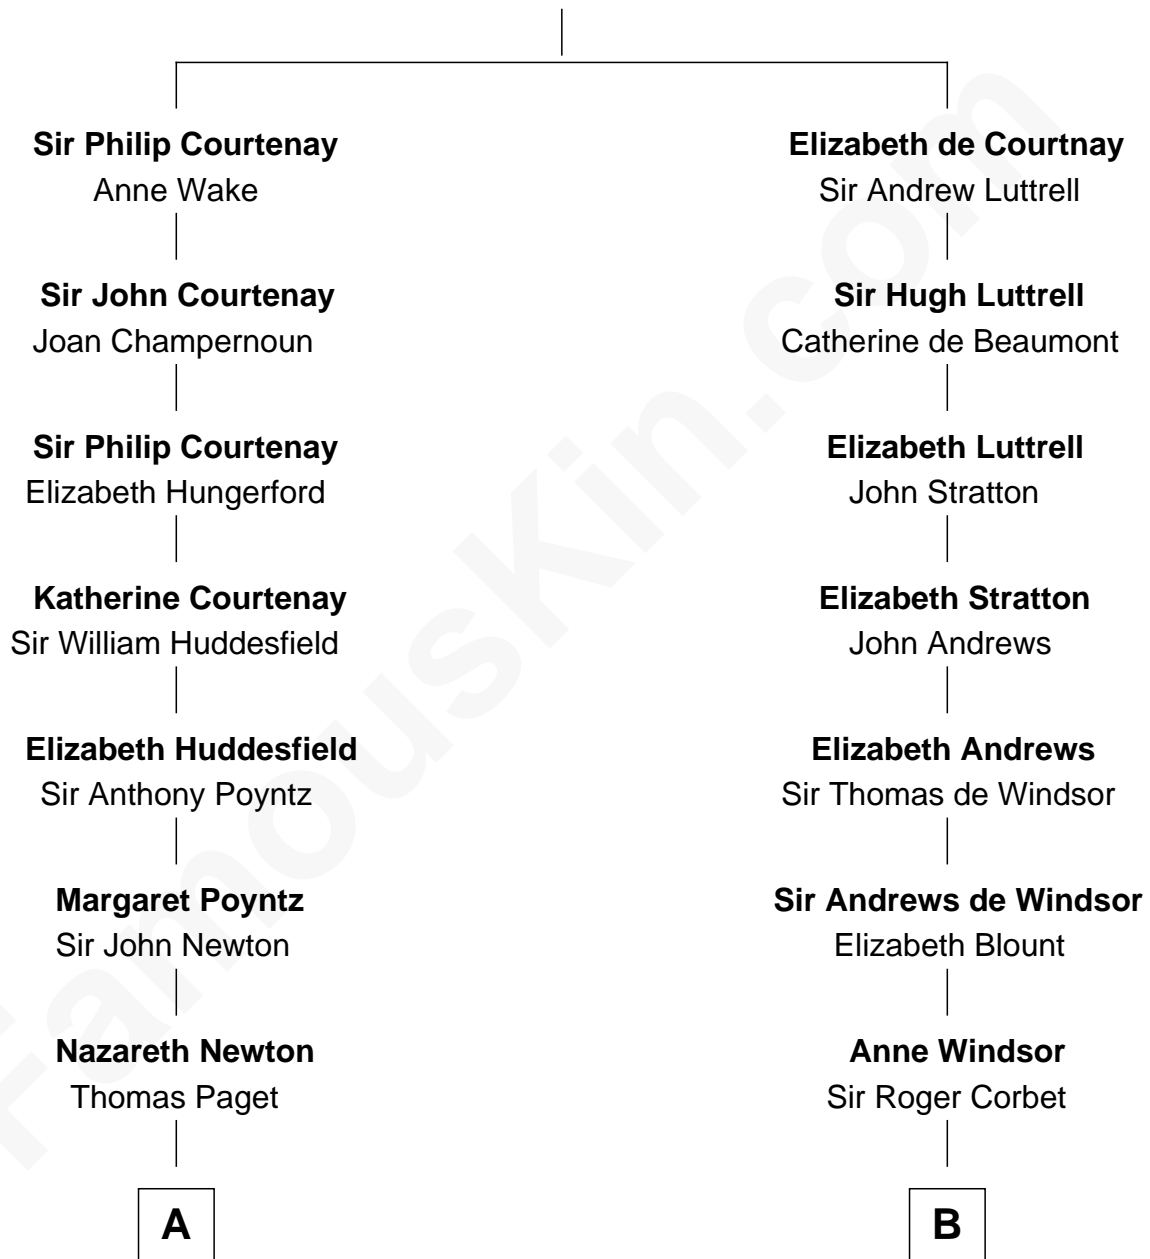 Sir Philip Courtenay
Anne Wake
Sir John Courtenay
Joan Champernoun
Sir Philip Courtenay
Elizabeth Hungerford
Katherine Courtenay
Sir William Huddesfield
Elizabeth Huddesfield
Sir Anthony Poyntz
Margaret Poyntz
Sir John Newton
Nazareth Newton
Thomas Paget
A
Elizabeth de Courtnay
Sir Andrew Luttrell
Sir Hugh Luttrell
Catherine de Beaumont
Elizabeth Luttrell
John Stratton
Elizabeth Stratton
John Andrews
Elizabeth Andrews
Sir Thomas de Windsor
Sir Andrews de Windsor
Elizabeth Blount
Anne Windsor
Sir Roger Corbet
B
FamousKin.com